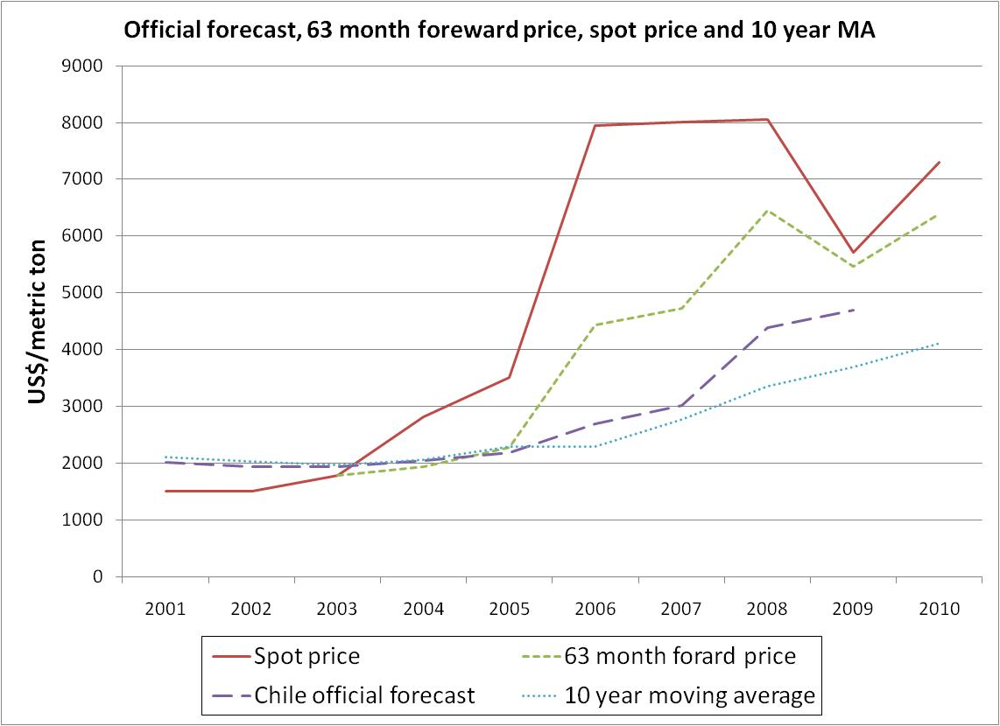 Official forecast, 63 month foreward price, spot price and 10 year MA
9000
8000
7000
6000
5000
4000
3000
2000
1000
0
US$/metric ton
2001 2002 2003 2004 2005 2006 2007 2008 2009 2010
Spot price 63 month forard price
Chile official forecast 10 year moving average